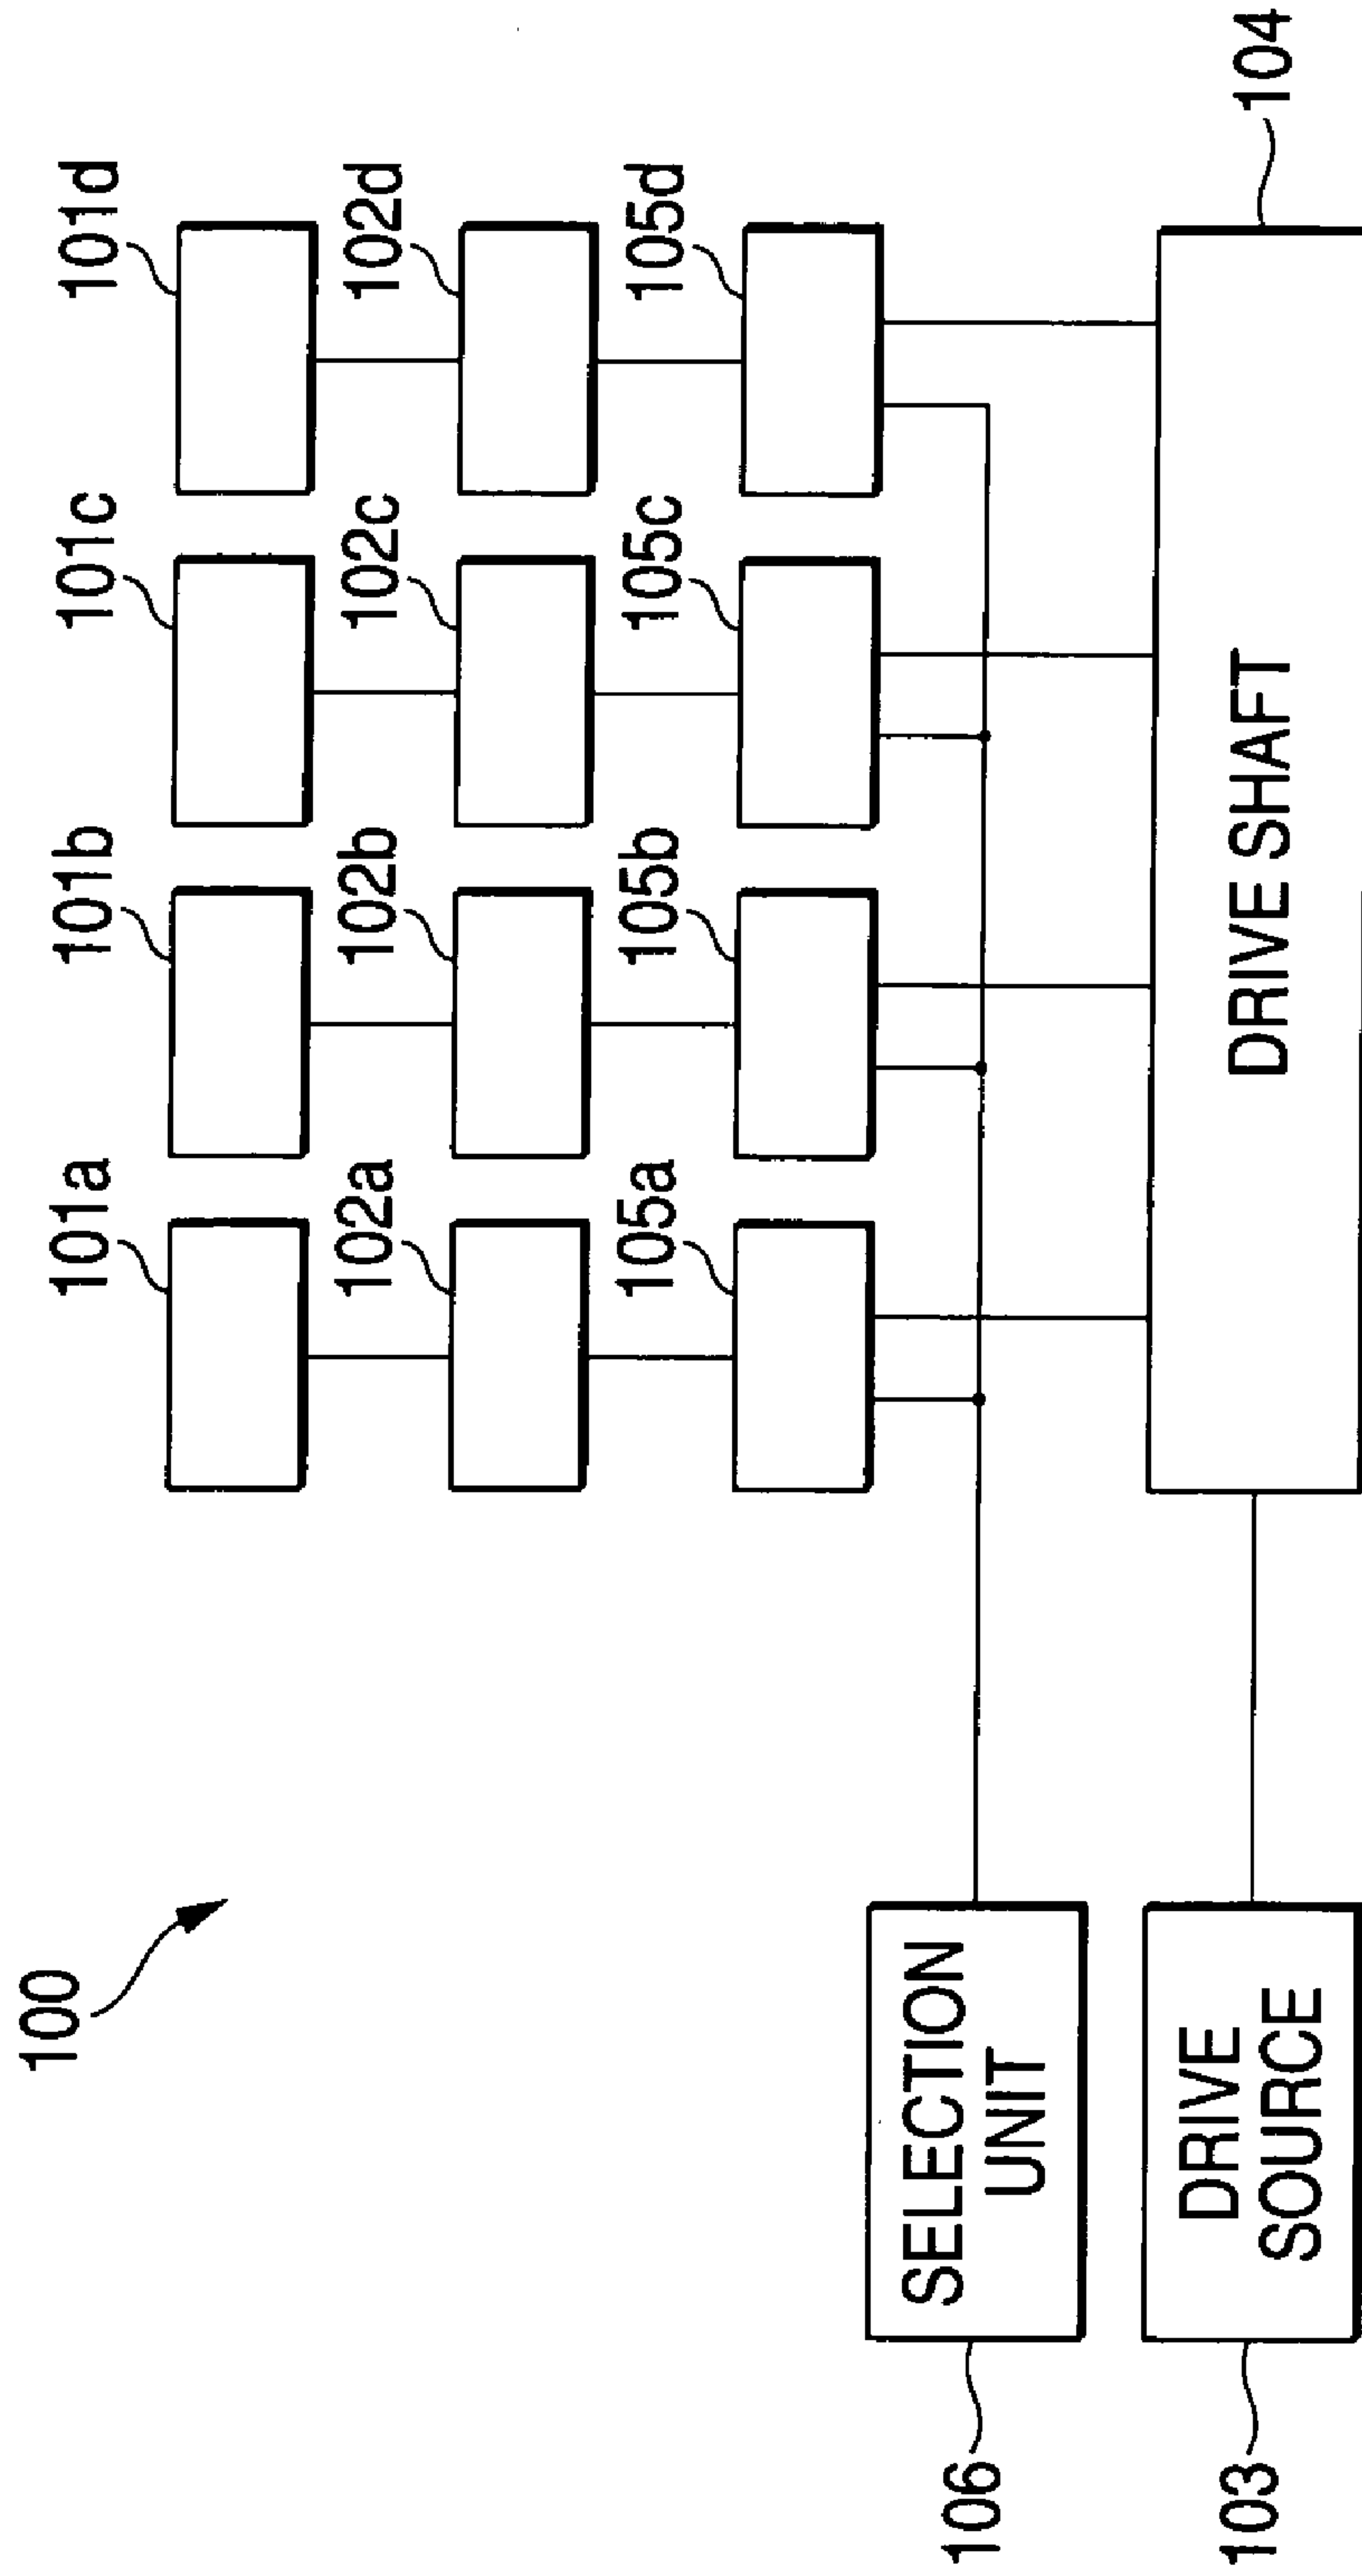 100
101a
101b
101c
101d
102a
102b
102c
102d
105a
105b
105c
105d
SELECTION
UNIT
106
DRIVE
SOURCE
103
DRIVE SHAFT
104